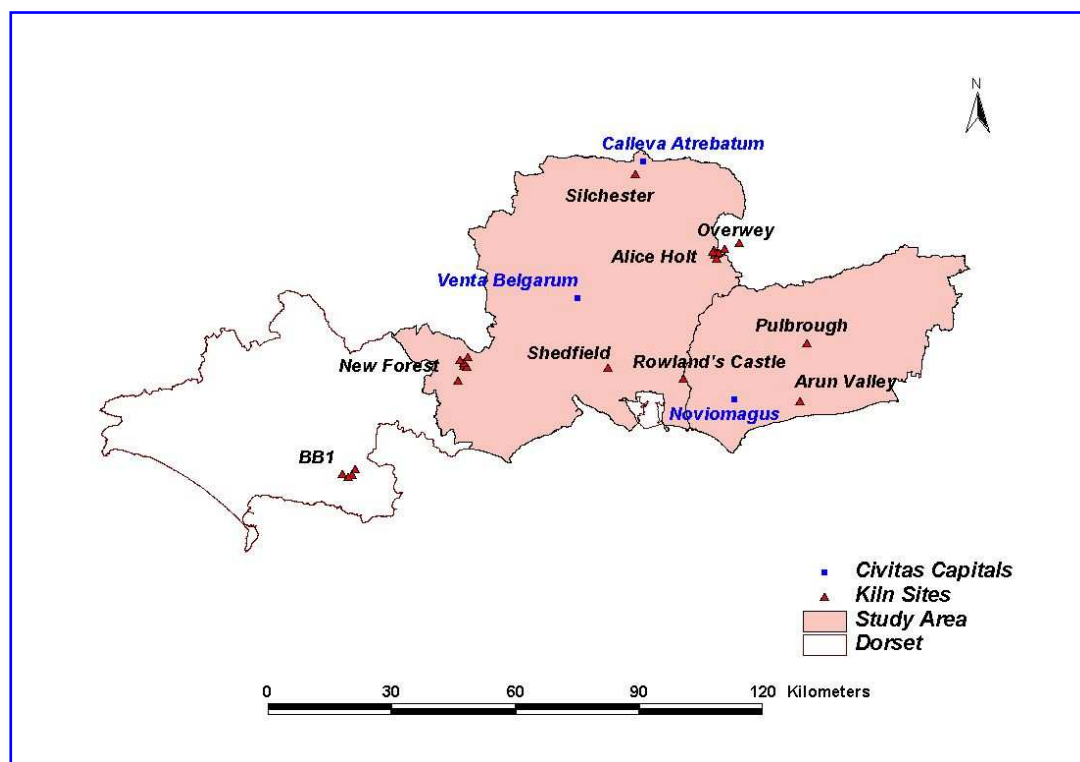 N
Calleva Atrebatum
Silchester
Overwey
Alice Holt
Venta Belgarum
Pulbrough
New Forest
Shedfield
Rowland's Castle
Arun Valley
Noviomagus
BB1
Civitas Capitals
Kiln Sites
Study Area
Dorset
0 30 60 90 120 Kilometers